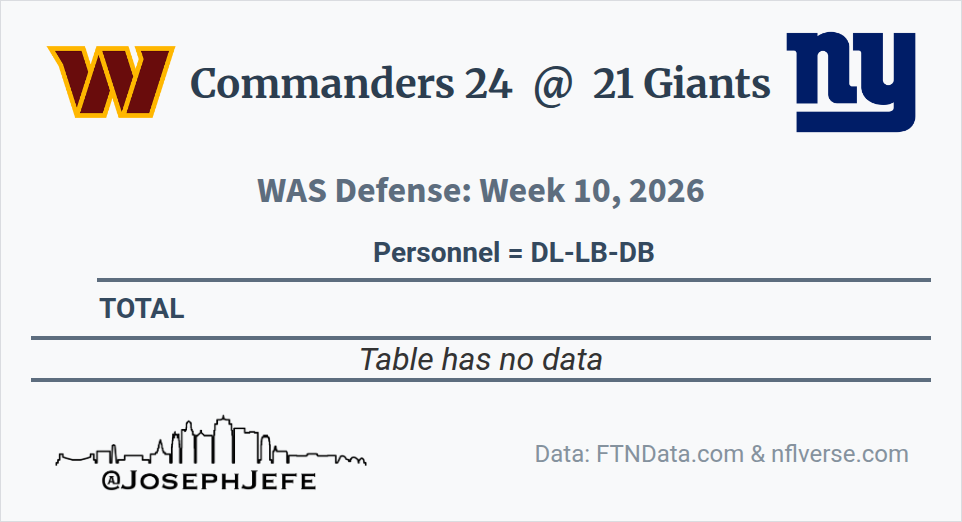 Commanders 24 @ 21 Giants
WAS Defense: Week 10, 2026
Personnel = DL-LB-DB
TOTAL
Table has no data
@JosephJefe
Data: FTNData.com & nflverse.com